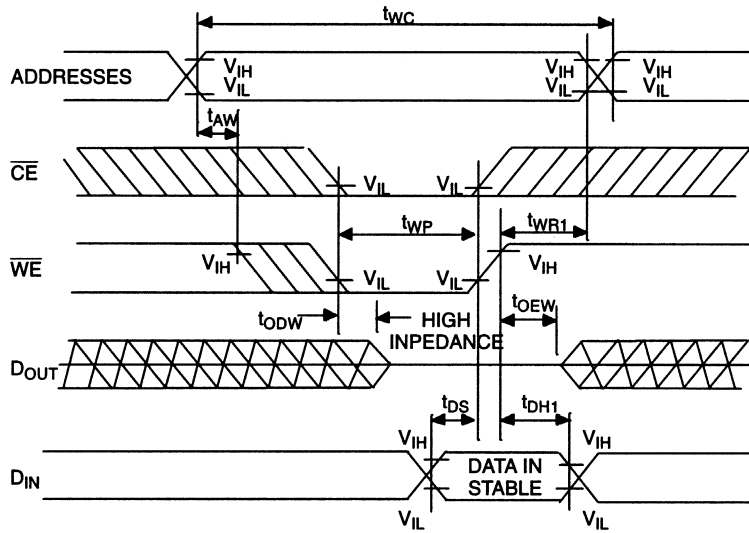 tWC
ADDRESSES
VIH
VIL
VIH
VIL
VIH
VIL
tAW
CE
VIL
VIL
tWP
tWR1
WE
VIH
VIL
VIL
VIH
tODW
HIGH
INPEDANCE
tOEW
DOUT
tDS
tDH1
VIH
VIH
DIN
DATA IN
STABLE
VIL
VIL